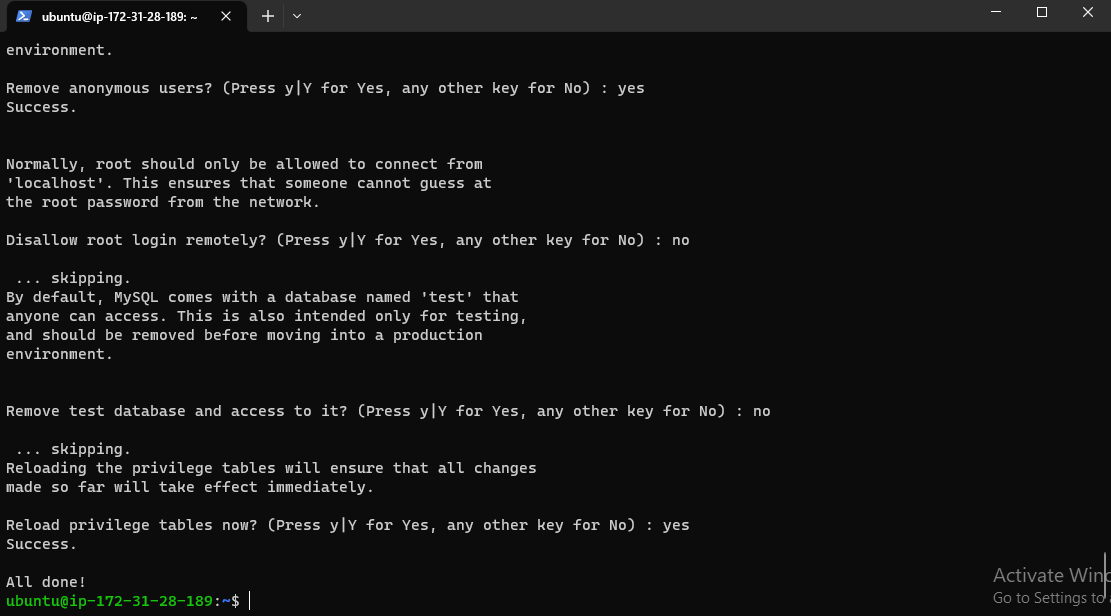 ubuntu@ip-172-31-28-189: ~
environment.
Remove anonymous users? (Press y|Y for Yes, any other key for No) : yes
Success.
Normally, root should only be allowed to connect from
'localhost'. This ensures that someone cannot guess at
the root password from the network.
Disallow root login remotely? (Press y|Y for Yes, any other key for No) : no
... skipping.
By default, MySQL comes with a database named 'test' that
anyone can access. This is also intended only for testing,
and should be removed before moving into a production
environment.
Remove test database and access to it? (Press y|Y for Yes, any other key for No) : no
... skipping.
Reloading the privilege tables will ensure that all changes
made so far will take effect immediately.
Reload privilege tables now? (Press y|Y for Yes, any other key for No) : yes
Success.
All done!
ubuntu@ip-172-31-28-189:~$
Activate Wind
Go to Settings to